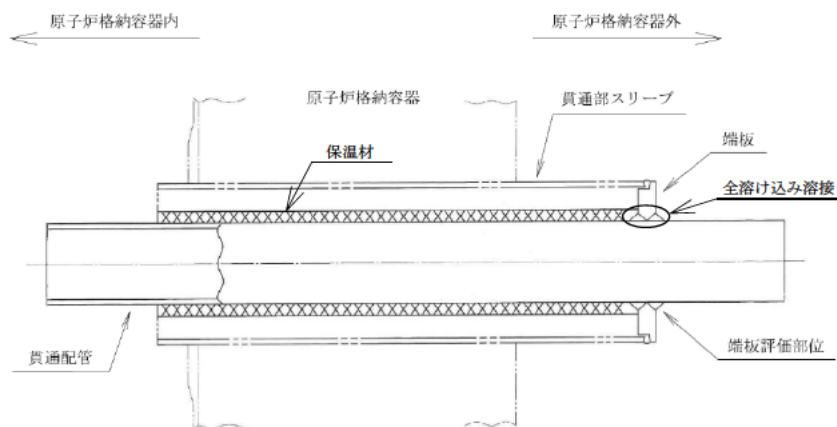 原子炉格納容器内
原子炉格納容器外
原子炉格納容器
貫通部スリーブ
保温材
端板
全溶け込み溶接
貫通配管
端板評価部位